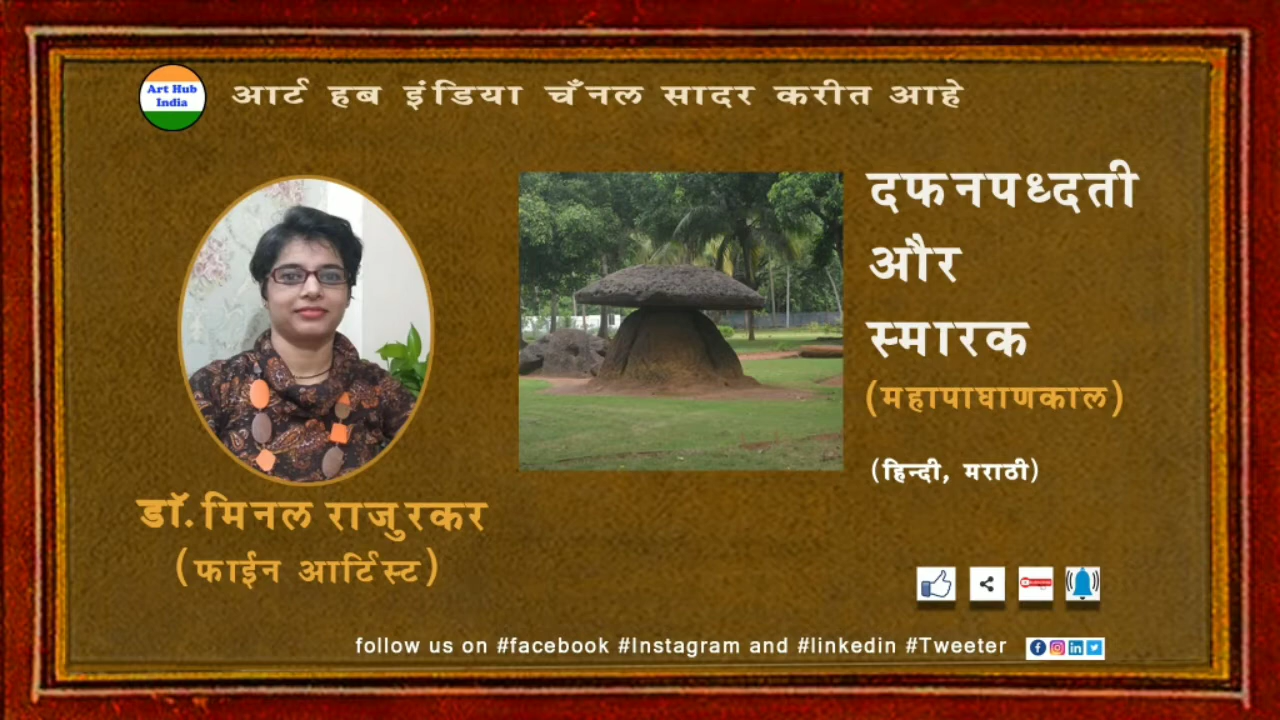 Art Hub
India
आर्ट हब इंडिया चँनल सादर करीत आहे
दफनपध्दती
और
स्मारक
(महापाघाणकाल)
(हिन्दी, मराठी)
डॉ. मिनल राजुरकर
(फाईन आर्टिस्ट)
follow us on #facebook #Instagram and #linkedin #Tweeter